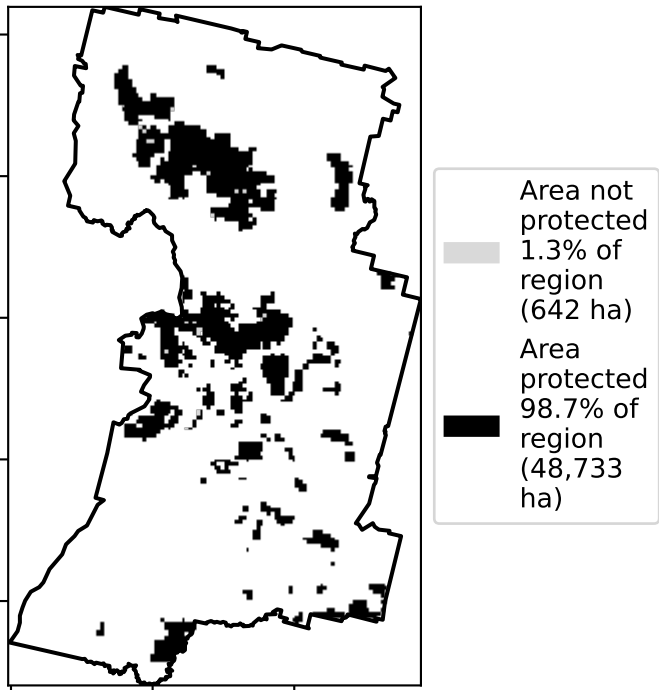 Area not
protected
1.3% of
region
(642 ha)
Area
protected
98.7% of
region
(48,733
ha)